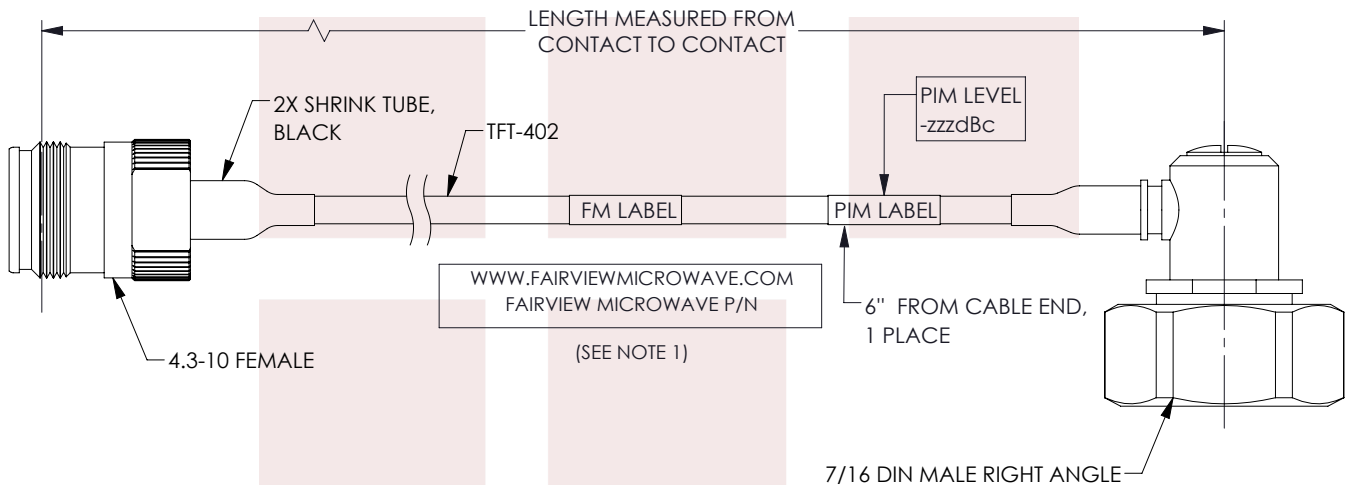 LENGTH MEASURED FROM
CONTACT TO CONTACT
2X SHRINK TUBE,
BLACK
TFT-402
PIM LEVEL
-zzzdBc
FM LABEL
PIM LABEL
WWW.FAIRVIEWMICROWAVE.COM
FAIRVIEW MICROWAVE P/N
(SEE NOTE 1)
6" FROM CABLE END,
1 PLACE
4.3-10 FEMALE
7/16 DIN MALE RIGHT ANGLE